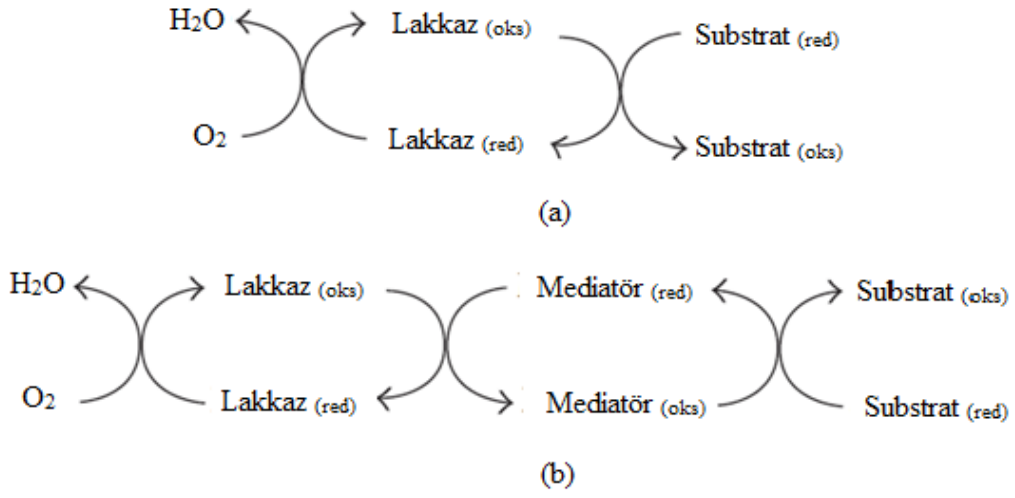 H₂O Lakkaz (oks) Substrat (red)
O₂ Lakkaz (red) Substrat (oks)
(a)
H₂O Lakkaz (oks) Mediatör (red) Substrat (oks)
O₂ Lakkaz (red) Mediatör (oks) Substrat (red)
(b)